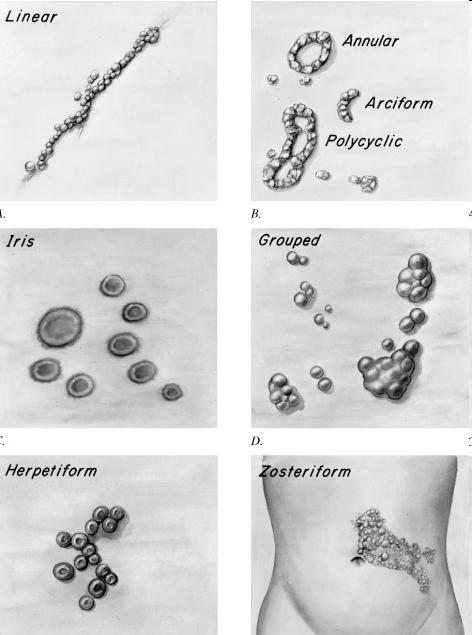 Linear
Annular
Arciform
Polycyclic
A.
B.
Iris
Grouped
C.
D.
Herpetiform
Zosteriform